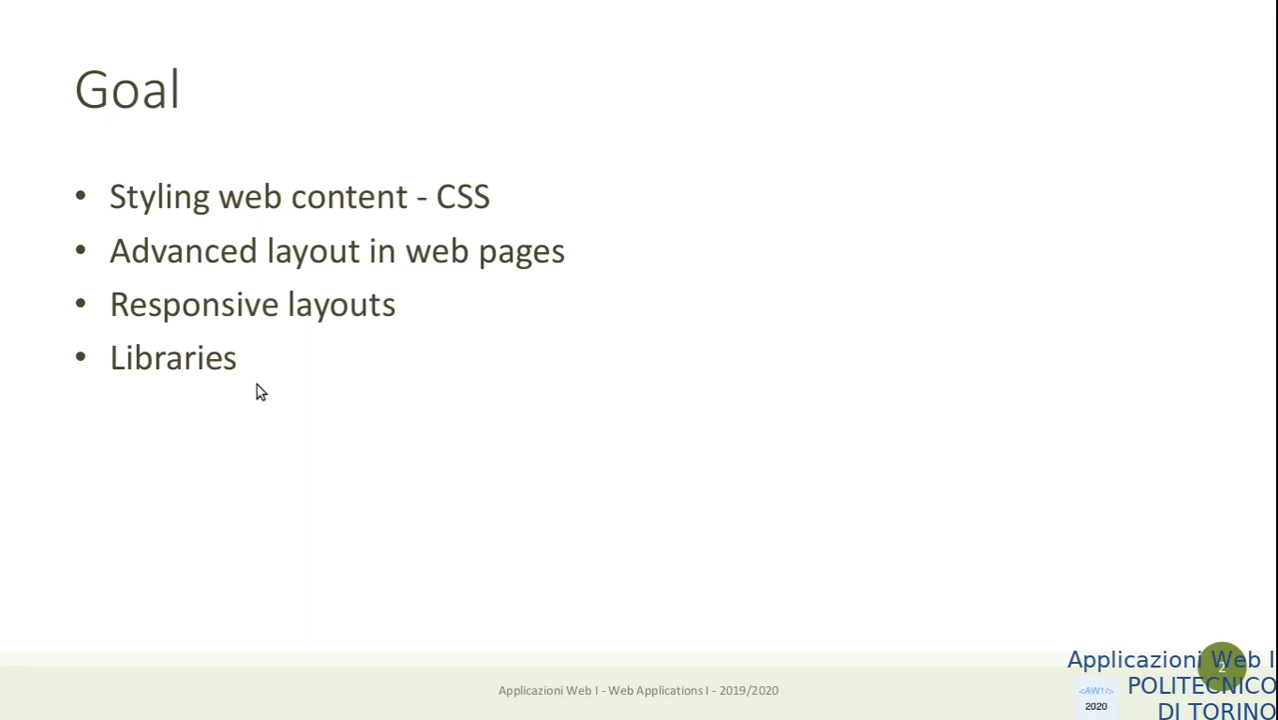 Goal
• Styling web content - CSS
• Advanced layout in web pages
• Responsive layouts
• Libraries
Applicazioni Web I - Web Applications I - 2019/2020
2
Applicazioni Web I
POLITECNICO
DI TORINO
<AW1/>
2020